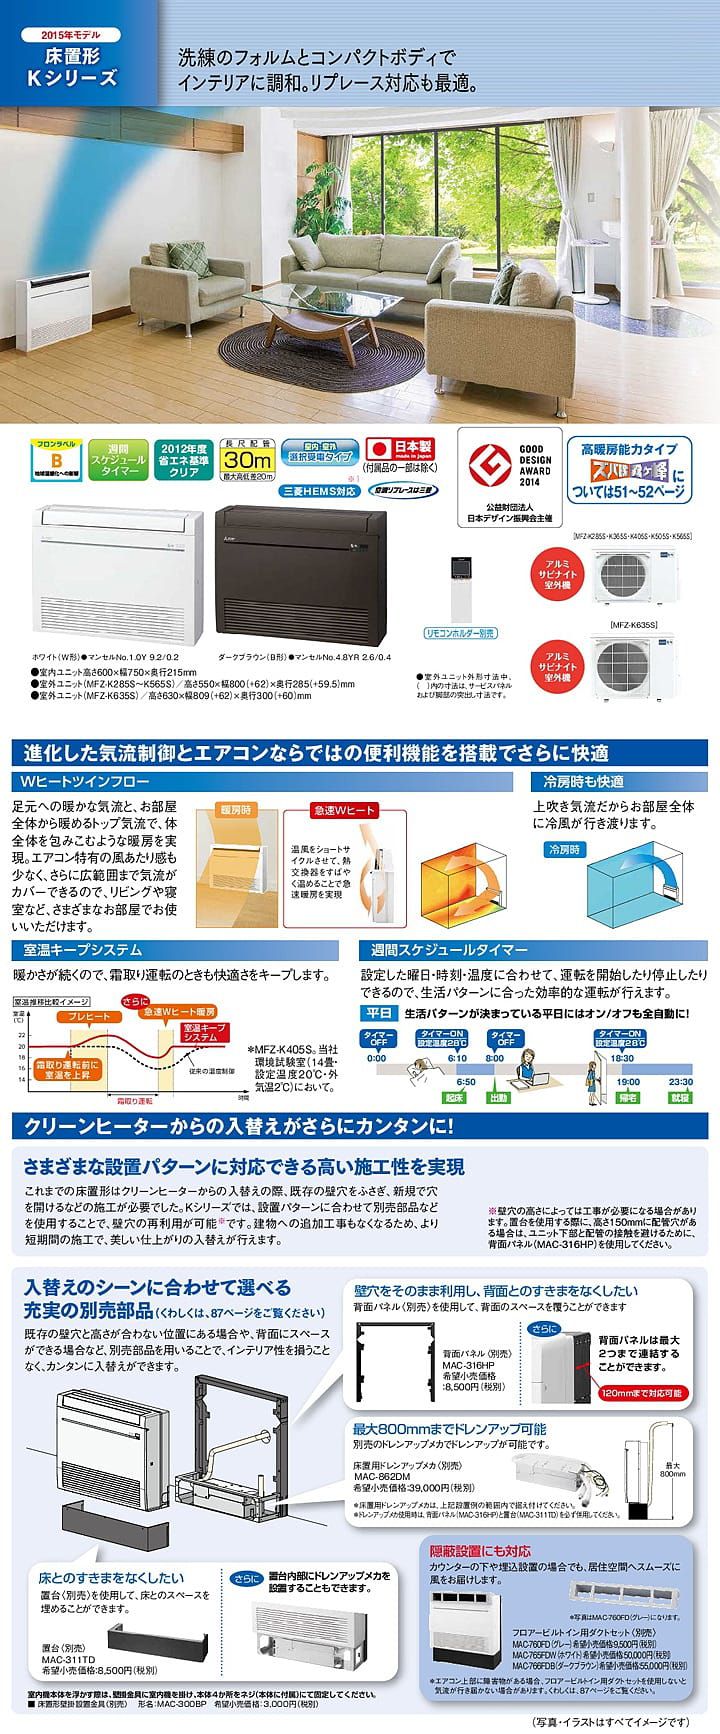 2015年モデル
床置形
Kシリーズ
洗練のフォルムとコンパクトボディで
インテリアに調和。リプレース対応も最適。
フロンラベル
B
地球温暖化への影響
週間
スケジュール
タイマー
2012年度
省エネ基準
クリア
長尺配管
30m
最大高低差20m
室内・室外
選択受電タイプ
日本製
made in Japan
(付属品の一部は除く)
※1
三菱HEMS対応
空調リプレースは三菱
GOOD
DESIGN
AWARD
2014
公益財団法人
日本デザイン振興会主催
高暖房能力タイプ
ズバ暖霧ヶ峰に
ついては51~52ページ
[MFZ-K285S・K365S・K405S・K505S・K565S]
アルミ
サビナイト
室外機
[MFZ-K635S]
アルミ
サビナイト
室外機
リモコンホルダー別売
ホワイト(W形)●マンセルNo.1.0Y 9.2/0.2
ダークブラウン(B形)●マンセルNo.4.8YR 2.6/0.4
●室内ユニット高さ600×幅750×奥行215mm
●室外ユニット(MFZ-K285S~K565S)/高さ550×幅800(+62)×奥行285(+59.5)mm
●室外ユニット(MFZ-K635S)/高さ630×幅809(+62)×奥行300(+60)mm
●室外ユニット外形寸法中、
( )内の寸法は、サービスパネル
および脚部の突出し寸法です。
進化した気流制御とエアコンならではの便利機能を搭載でさらに快適
Wヒートツインフロー
足元への暖かな気流と、お部屋
全体から暖めるトップ気流で、体
全体を包みこむような暖房を実
現。エアコン特有の風あたり感も
少なく、さらに広範囲まで気流が
カバーできるので、リビングや寝
室など、さまざまなお部屋でお使
いいただけます。
暖房時
急速Wヒート
温風をショートサ
イクルさせて、熱
交換器をすばや
く温めることで急
速暖房を実現
冷房時も快適
上吹き気流だからお部屋全体
に冷風が行き渡ります。
冷房時
室温キープシステム
暖かさが続くので、霜取り運転のときも快適さをキープします。
室温推移比較イメージ
室温
(℃)
22
20
18
16
14
プレヒート
さらに
急速Wヒート暖房
室温キープ
システム
霜取り運転前に
室温を上昇
従来の温度制御
霜取り運転
時間
*MFZ-K405S。当社
環境試験室(14畳・
設定温度20℃・外
気温2℃)において。
週間スケジュールタイマー
設定した曜日・時刻・温度に合わせて、運転を開始したり停止したり
できるので、生活パターンに合った効率的な運転が行えます。
平日 生活パターンが決まっている平日にはオン/オフも全自動に!
タイマー
OFF
0:00
タイマーON
設定温度28℃
6:10
タイマー
OFF
8:00
タイマーON
設定温度28℃
18:30
6:50
起床
出勤
19:00
帰宅
23:30
就寝
クリーンヒーターからの入替えがさらにカンタンに!
さまざまな設置パターンに対応できる高い施工性を実現
これまでの床置形はクリーンヒーターからの入替えの際、既存の壁穴をふさぎ、新規で穴
を開けるなどの施工が必要でした。Kシリーズでは、設置パターンに合わせて別売部品など
を使用することで、壁穴の再利用が可能※です。建物への追加工事もなくなるため、より
短期間の施工で、美しい仕上がりの入替えが行えます。
※壁穴の高さによっては工事が必要になる場合があり
ます。置台を使用する際に、高さ150mmに配管穴があ
る場合は、ユニット下部と配管の接触を避けるために、
背面パネル(MAC-316HP)を使用してください。
入替えのシーンに合わせて選べる
充実の別売部品(くわしくは、87ページをご覧ください)
既存の壁穴と高さが合わない位置にある場合や、背面にスペース
ができる場合など、別売部品を用いることで、インテリア性を損うこと
なく、カンタンに入替えができます。
壁穴をそのまま利用し、背面とのすきまをなくしたい
背面パネル〈別売〉を使用して、背面のスペースを覆うことができます
背面パネル〈別売〉
MAC-316HP
希望小売価格
:8,500円(税別)
さらに
背面パネルは最大
2つまで連結する
ことができます。
120mmまで対応可能
最大800mmまでドレンアップ可能
別売のドレンアップメカでドレンアップが可能です。
床置用ドレンアップメカ〈別売〉
MAC-862DM
希望小売価格:39,000円(税別)
最大
800mm
*床置用ドレンアップメカは、上記設置例の範囲内で据え付けてください。
*ドレンアップメカ使用時は、背面パネル(MAC-316HP)と置台(MAC-311TD)を必ず併用してください。
床とのすきまをなくしたい
置台〈別売〉を使用して、床とのスペースを
埋めることができます。
置台〈別売〉
MAC-311TD
希望小売価格:8,500円(税別)
さらに
置台内部にドレンアップメカを
設置することもできます。
隠蔽設置にも対応
カウンターの下や埋込設置の場合でも、居住空間へスムーズに
風をお届けします。
*写真はMAC-760FD(グレー)になります。
フロアービルトイン用ダクトセット〈別売〉
MAC-760FD(グレー)希望小売価格9,500円(税別)
MAC-765FDW(ホワイト)希望小売価格50,000円(税別)
MAC-766FDB(ダークブラウン)希望小売価格55,000円(税別)
*エアコン上部に障害物がある場合、フロアービルトイン用ダクトセットを使用しないと
気流が行き届かない場合があります。くわしくは、87ページをご覧ください。
室内機本体を浮かす際は、壁掛金具に室内機を掛け、本体4か所をネジ(本体に付属)にて固定してください。
■床置形壁掛設置金具〈別売〉 形名:MAC-300BP 希望小売価格:3,000円(税別)
(写真・イラストはすべてイメージです)